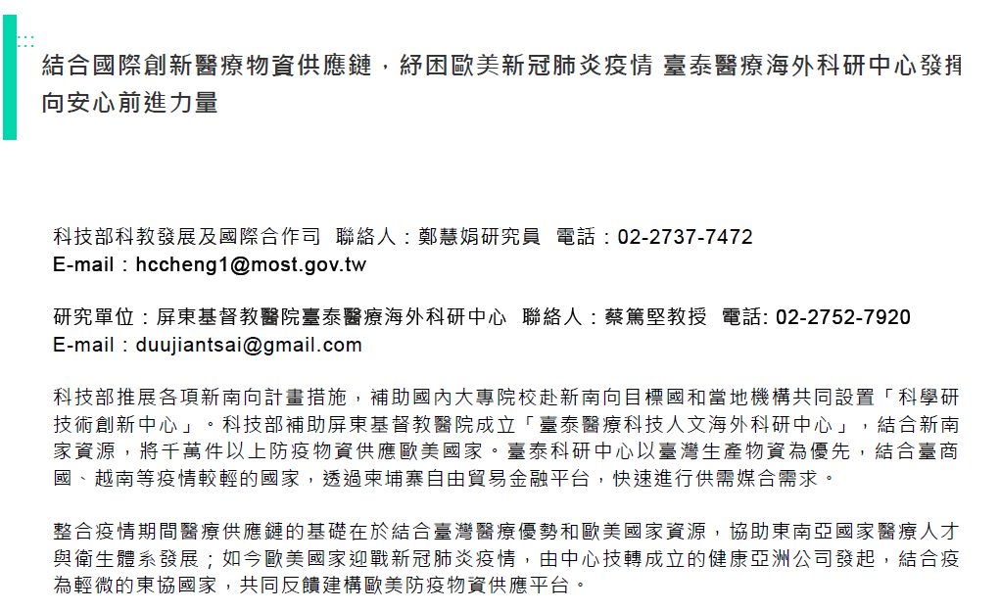 :::
結合國際創新醫療物資供應鏈，紓困歐美新冠肺炎疫情 臺泰醫療海外科研中心發揮
向安心前進力量
科技部科教發展及國際合作司 聯絡人：鄭慧娟研究員 電話：02-2737-7472
E-mail：hccheng1@most.gov.tw
研究單位：屏東基督教醫院臺泰醫療海外科研中心 聯絡人：蔡篤堅教授 電話: 02-2752-7920
E-mail：duujiantsai@gmail.com
科技部推展各項新南向計畫措施，補助國內大專院校赴新南向目標國和當地機構共同設置「科學研
技術創新中心」。科技部補助屏東基督教醫院成立「臺泰醫療科技人文海外科研中心」，結合新南
家資源，將千萬件以上防疫物資供應歐美國家。臺泰科研中心以臺灣生產物資為優先，結合臺商
國、越南等疫情較輕的國家，透過柬埔寨自由貿易金融平台，快速進行供需媒合需求。
整合疫情期間醫療供應鏈的基礎在於結合臺灣醫療優勢和歐美國家資源，協助東南亞國家醫療人才
與衛生體系發展；如今歐美國家迎戰新冠肺炎疫情，由中心技轉成立的健康亞洲公司發起，結合疫
為輕微的東協國家，共同反饋建構歐美防疫物資供應平台。